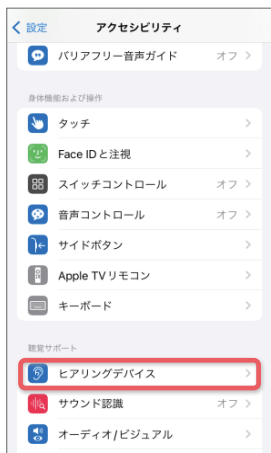 設定 アクセシビリティ
バリアフリー音声ガイド オフ
身体機能および操作
タッチ
Face IDと注視
スイッチコントロール オフ
音声コントロール オフ
サイドボタン
Apple TVリモコン
キーボード
聴覚サポート
ヒアリングデバイス
サウンド認識 オフ
オーディオ/ビジュアル